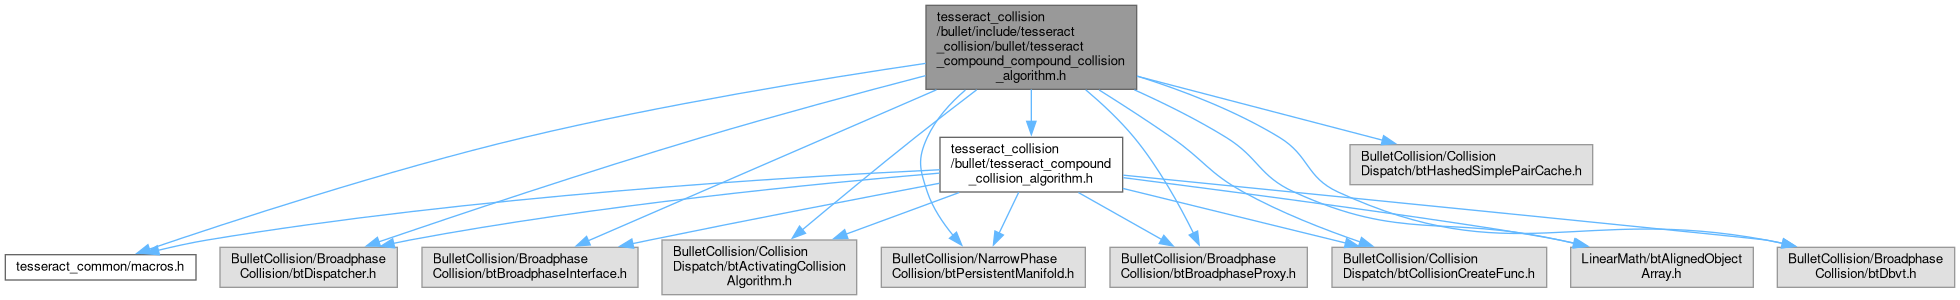 tesseract_collision
/bullet/include/tesseract
_collision/bullet/tesseract
_compound_compound_collision
_algorithm.h
tesseract_collision
/bullet/tesseract_compound
_collision_algorithm.h
BulletCollision/Collision
Dispatch/btHashedSimplePairCache.h
tesseract_common/macros.h
BulletCollision/Broadphase
Collision/btDispatcher.h
BulletCollision/Broadphase
Collision/btBroadphaseInterface.h
BulletCollision/Collision
Dispatch/btActivatingCollision
Algorithm.h
BulletCollision/NarrowPhase
Collision/btPersistentManifold.h
BulletCollision/Broadphase
Collision/btBroadphaseProxy.h
BulletCollision/Collision
Dispatch/btCollisionCreateFunc.h
LinearMath/btAlignedObject
Array.h
BulletCollision/Broadphase
Collision/btDbvt.h